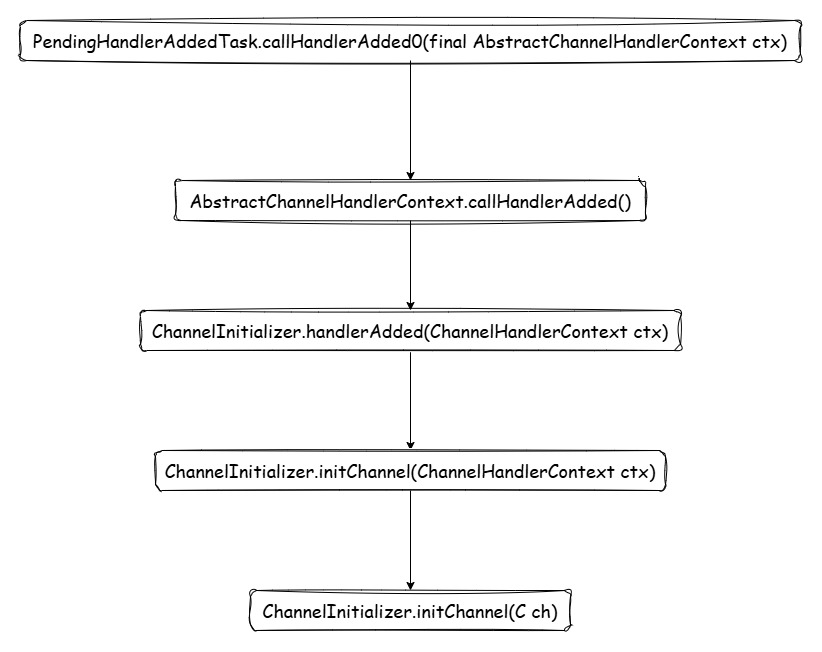 PendingHandlerAddedTask.callHandlerAdded0(final AbstractChannelHandlerContext ctx)
AbstractChannelHandlerContext.callHandlerAdded()
ChannelInitializer.handlerAdded(ChannelHandlerContext ctx)
ChannelInitializer.initChannel(ChannelHandlerContext ctx)
ChannelInitializer.initChannel(C ch)